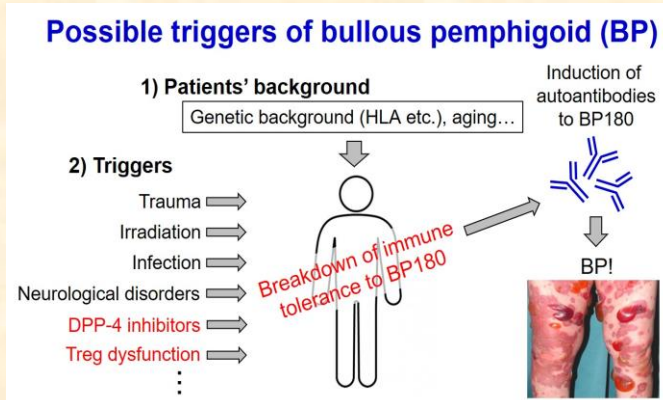 Possible triggers of bullous pemphigoid (BP)
1) Patients' background
Genetic background (HLA etc.), aging…
2) Triggers
Trauma
Irradiation
Infection
Neurological disorders
DPP-4 inhibitors
Treg dysfunction
⋮
Breakdown of immune
tolerance to BP180
Induction of
autoantibodies
to BP180
BP!